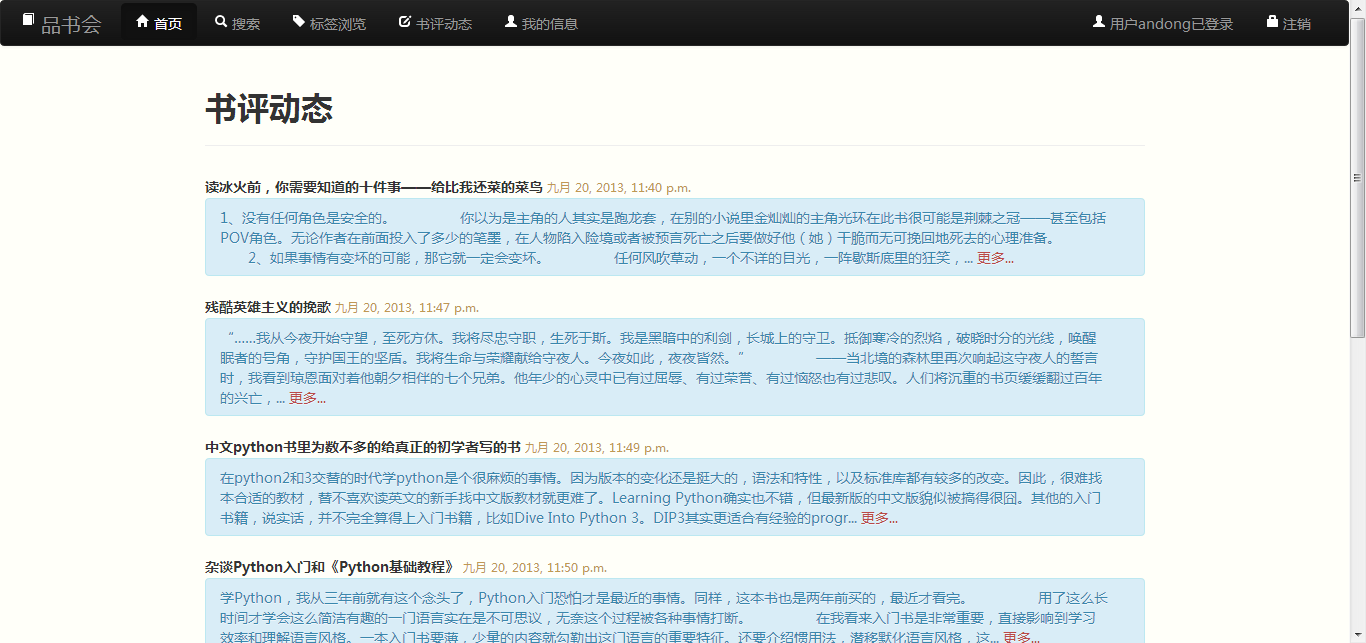 品书会 首页 搜索 标签浏览 书评动态 我的信息 用户andong已登录 注销
书评动态
读冰火前，你需要知道的十件事——给比我还菜的菜鸟 九月 20, 2013, 11:40 p.m.
1、没有任何角色是安全的。 你以为是主角的人其实是跑龙套，在别的小说里金灿灿的主角光环在此书很可能是荆棘之冠——甚至包括
POV角色。无论作者在前面投入了多少的笔墨，在人物陷入险境或者被预言死亡之后要做好他（她）干脆而无可挽回地死去的心理准备。
2、如果事情有变坏的可能，那它就一定会变坏。 任何风吹草动，一个不详的目光，一阵歇斯底里的狂笑，... 更多...
残酷英雄主义的挽歌 九月 20, 2013, 11:47 p.m.
“……我从今夜开始守望，至死方休。我将尽忠守职，生死于斯。我是黑暗中的利剑，长城上的守卫。抵御寒冷的烈焰，破晓时分的光线，唤醒
眠者的号角，守护国王的坚盾。我将生命与荣耀献给守夜人。今夜如此，夜夜皆然。” ——当北境的森林里再次响起这守夜人的誓言
时，我看到琼恩面对着他朝夕相伴的七个兄弟。他年少的心灵中已有过屈辱、有过荣誉、有过恼怒也有过悲叹。人们将沉重的书页缓缓翻过百年
的兴亡，... 更多...
中文python书里为数不多的给真正的初学者写的书 九月 20, 2013, 11:49 p.m.
在python2和3交替的时代学python是个很麻烦的事情。因为版本的变化还是挺大的，语法和特性，以及标准库都有较多的改变。因此，很难找
本合适的教材，替不喜欢读英文的新手找中文版教材就更难了。Learning Python确实也不错，但最新版的中文版貌似被搞得很囧。其他的入门
书籍，说实话，并不完全算得上入门书籍，比如Dive Into Python 3。DIP3其实更适合有经验的progr... 更多...
杂谈Python入门和《Python基础教程》 九月 20, 2013, 11:50 p.m.
学Python，我从三年前就有这个念头了，Python入门恐怕才是最近的事情。同样，这本书也是两年前买的，最近才看完。 用了这么长
时间才学会这么简洁有趣的一门语言实在是不可思议，无奈这个过程被各种事情打断。 在我看来入门书是非常重要，直接影响到学习
效率和理解语言风格。一本入门书要薄，少量的内容就勾勒出这门语言的重要特征。还要介绍惯用法，潜移默化语言风格，这... 更多...